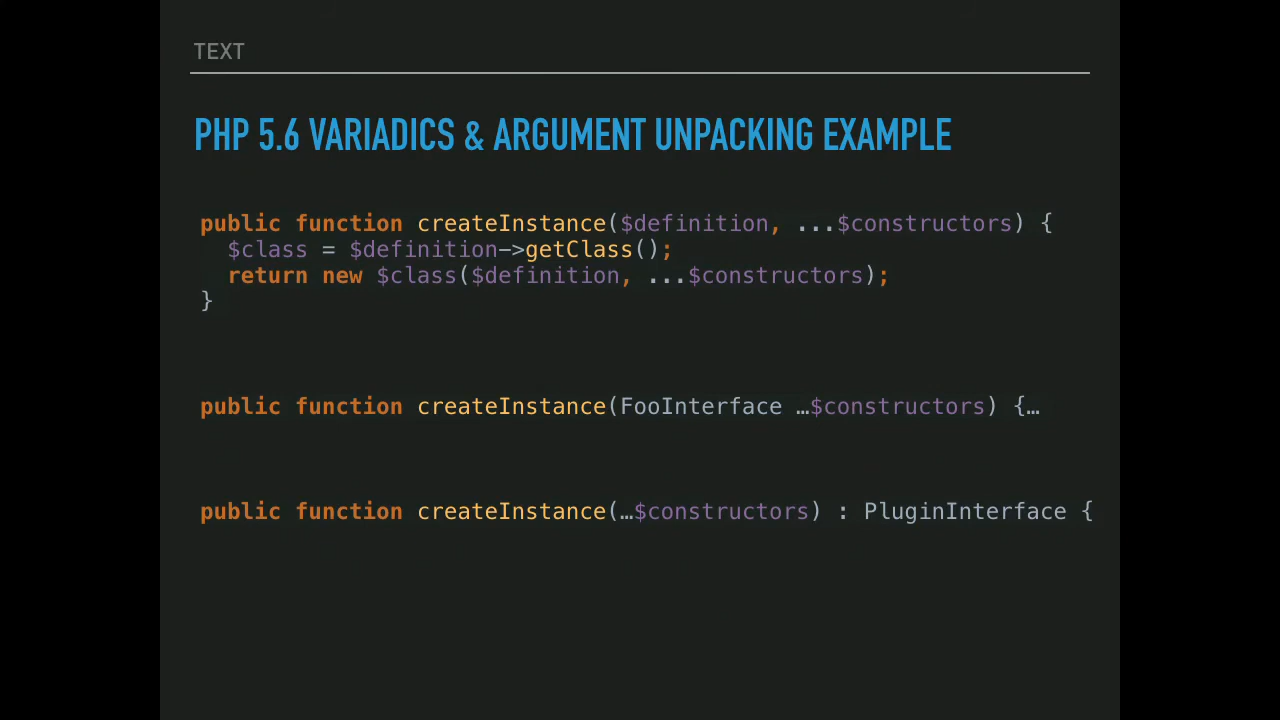 TEXT
PHP 5.6 VARIADICS & ARGUMENT UNPACKING EXAMPLE
public function createInstance($definition, ...$constructors) {
  $class = $definition->getClass();
  return new $class($definition, ...$constructors);
}
public function createInstance(FooInterface …$constructors) {…
public function createInstance(…$constructors) : PluginInterface {